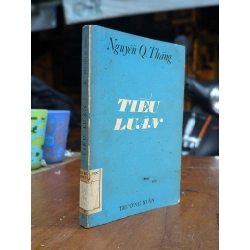 Nguyễn Q. Thắng
TIỂU
LUẬN
TRƯỜNG XUÂN